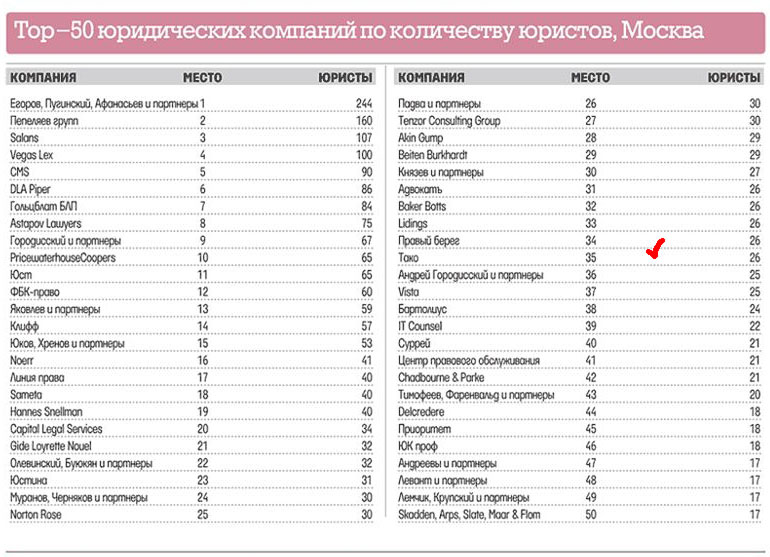 Top–50 юридических компаний по количеству юристов, Москва
КОМПАНИЯ МЕСТО ЮРИСТЫ
Егоров, Пугинский, Афанасьев и партнеры 1 244
Пепеляев групп 2 160
Salans 3 107
Vegas Lex 4 100
CMS 5 90
DLA Piper 6 86
Гольцблат БЛП 7 84
Astapov Lawyers 8 75
Городисский и партнеры 9 67
PricewaterhouseCoopers 10 65
Юст 11 65
ФБК-право 12 60
Яковлев и партнеры 13 59
Клифф 14 57
Юков, Хренов и партнеры 15 53
Noerr 16 41
Линия права 17 40
Sameta 18 40
Hannes Snellman 19 40
Capital Legal Services 20 34
Gide Loyrette Nouel 21 32
Олевинский, Буюкян и партнеры 22 32
Юстина 23 31
Муранов, Черняков и партнеры 24 30
Norton Rose 25 30
КОМПАНИЯ МЕСТО ЮРИСТЫ
Падва и партнеры 26 30
Tenzor Consulting Group 27 30
Akin Gump 28 29
Beiten Burkhardt 29 29
Князев и партнеры 30 27
Адвокатъ 31 26
Baker Botts 32 26
Lidings 33 26
Правый берег 34 26
Тако 35 26
Андрей Городисский и партнеры 36 25
Vista 37 25
Бартолиус 38 24
IT Counsel 39 22
Суррей 40 21
Центр правового обслуживания 41 21
Chadbourne & Parke 42 21
Тимофеев, Фаренвальд и партнеры 43 20
Delcredere 44 18
Приоритет 45 18
ЮК проф 46 18
Андреевы и партнеры 47 17
Левант и партнеры 48 17
Лемчик, Крупский и партнеры 49 17
Skadden, Arps, Slate, Maar & Flom 50 17